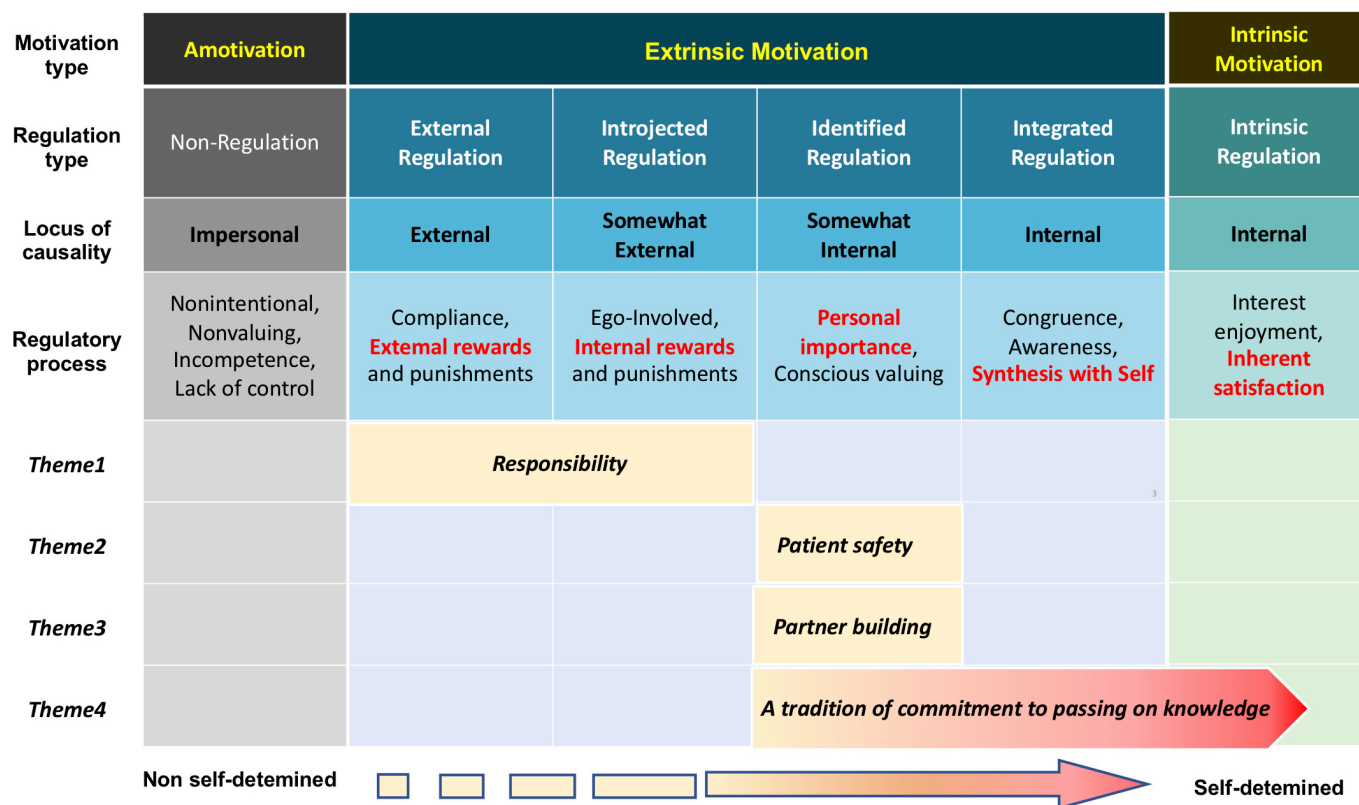 Motivation
type
Amotivation
Extrinsic Motivation
Intrinsic
Motivation
Regulation
type
Non-Regulation
External
Regulation
Introjected
Regulation
Identified
Regulation
Integrated
Regulation
Intrinsic
Regulation
Locus of
causality
Impersonal
External
Somewhat
External
Somewhat
Internal
Internal
Internal
Regulatory
process
Nonintentional,
Nonvaluing,
Incompetence,
Lack of control
Compliance,
External rewards
and punishments
Ego-Involved,
Internal rewards
and punishments
Personal
importance,
Conscious valuing
Congruence,
Awareness,
Synthesis with Self
Interest
enjoyment,
Inherent
satisfaction
Theme1
Responsibility
3
Theme2
Patient safety
Theme3
Partner building
Theme4
A tradition of commitment to passing on knowledge
Non self-detemined
Self-detemined